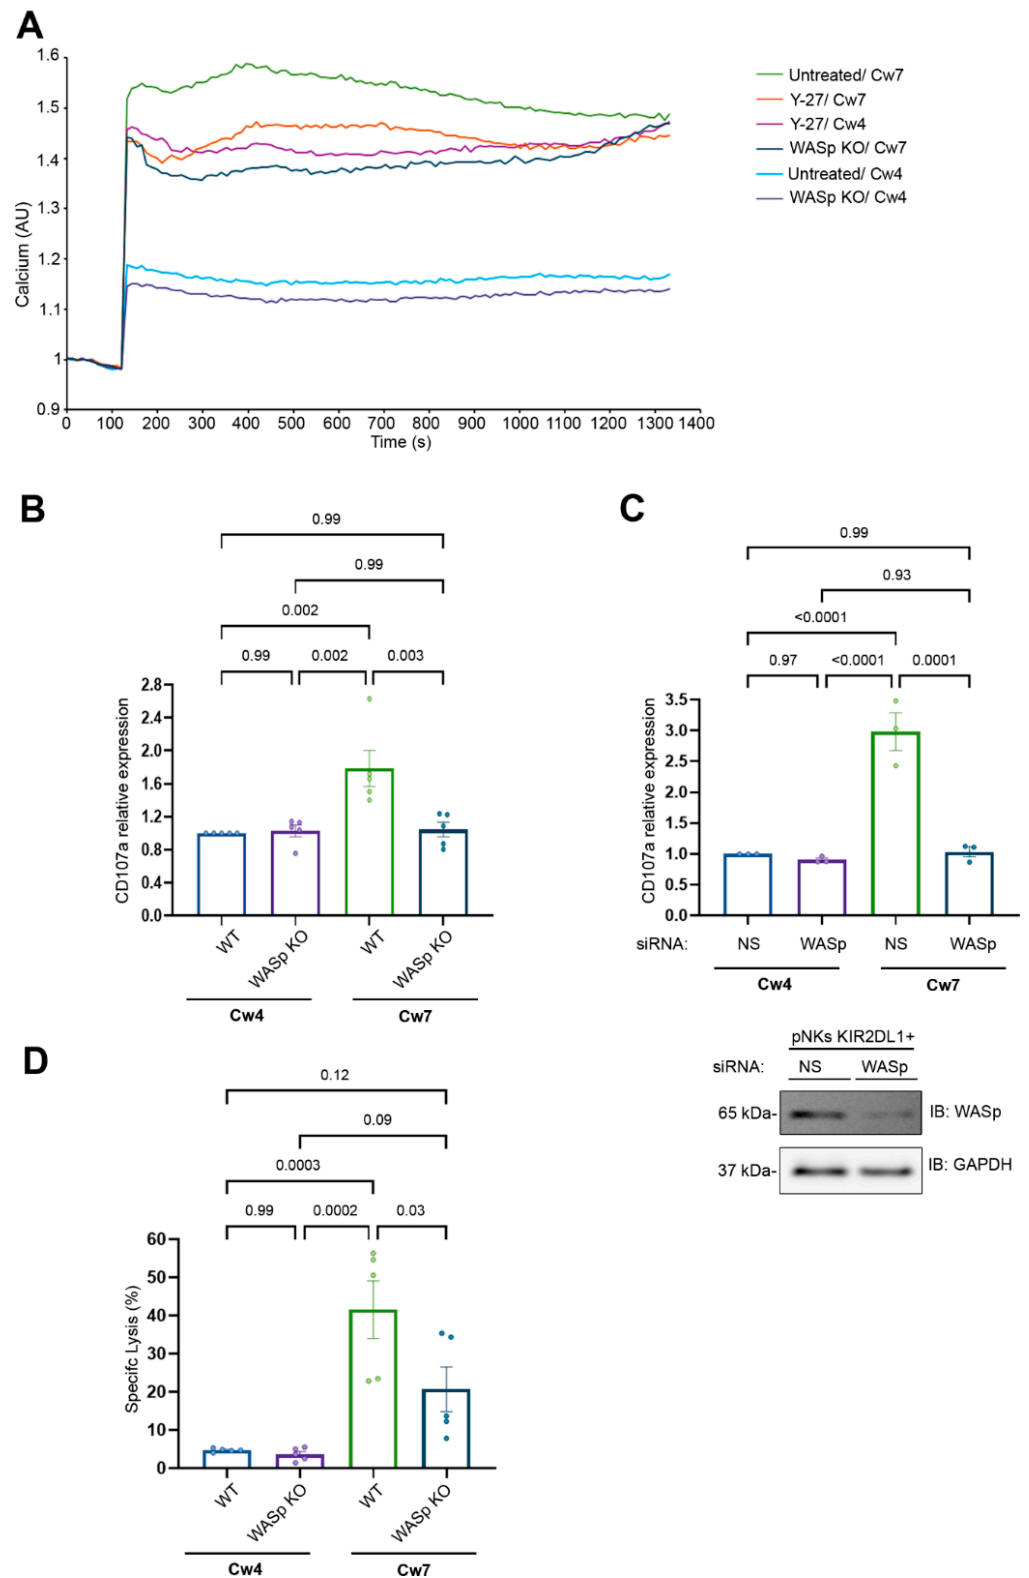 A
1.6
1.5
1.4
1.3
1.2
1.1
1
0.9
Calcium (AU)
0 100 200 300 400 500 600 700 800 900 1000 1100 1200 1300 1400
Time (s)
Untreated/ Cw7
Y-27/ Cw7
Y-27/ Cw4
WASp KO/ Cw7
Untreated/ Cw4
WASp KO/ Cw4
B
0.99
0.99
0.002
0.99 0.002 0.003
2.8
2.4
2.0
1.6
1.2
0.8
0.4
0.0
CD107a relative expression
WT WASp KO WT WASp KO
Cw4 Cw7
C
0.99
0.93
<0.0001
0.97 <0.0001 0.0001
3.5
3.0
2.5
2.0
1.5
1.0
0.5
0.0
CD107a relative expression
siRNA: NS WASp NS WASp
Cw4 Cw7
pNKs KIR2DL1+
siRNA: NS WASp
65 kDa- IB: WASp
37 kDa- IB: GAPDH
D
0.12
0.09
0.0003
0.99 0.0002 0.03
60
50
40
30
20
10
0
Specifc Lysis (%)
WT WASp KO WT WASp KO
Cw4 Cw7